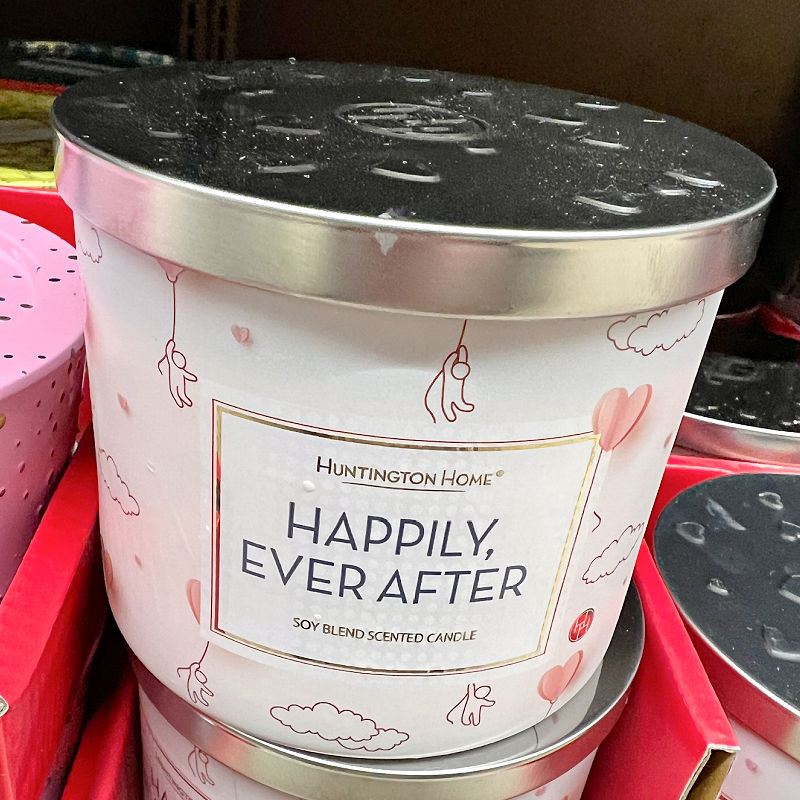 HUNTINGTON HOME®
HAPPILY,
EVER AFTER
SOY BLEND SCENTED CANDLE